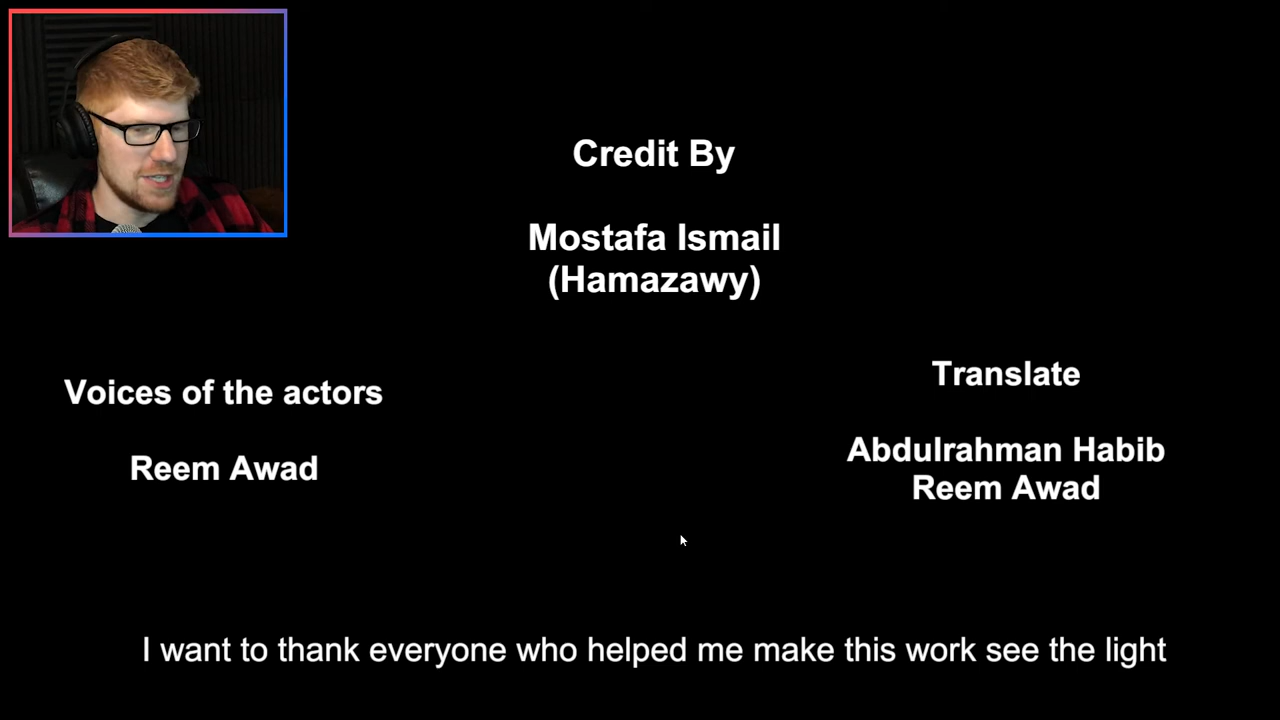 Credit By
Mostafa Ismail
(Hamazawy)
Voices of the actors
Reem Awad
Translate
Abdulrahman Habib
Reem Awad
I want to thank everyone who helped me make this work see the light